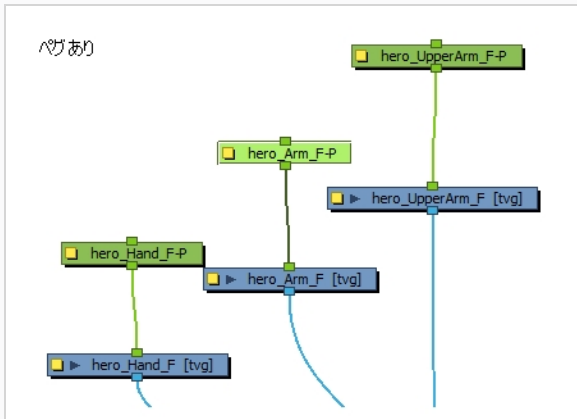 ペグあり
hero_UpperArm_F-P
hero_Arm_F-P
hero_UpperArm_F [tvg]
hero_Hand_F-P
hero_Arm_F [tvg]
hero_Hand_F [tvg]